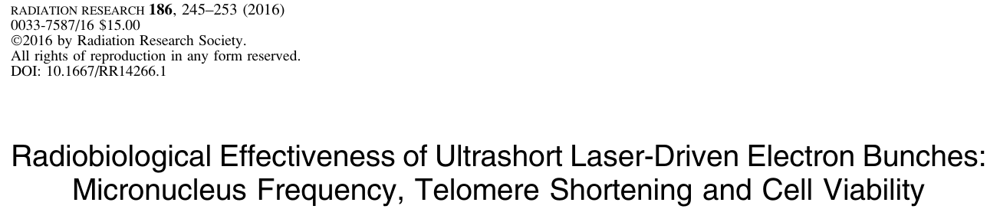 RADIATION RESEARCH 186, 245–253 (2016)
0033-7587/16 $15.00
©2016 by Radiation Research Society.
All rights of reproduction in any form reserved.
DOI: 10.1667/RR14266.1
Radiobiological Effectiveness of Ultrashort Laser-Driven Electron Bunches:
Micronucleus Frequency, Telomere Shortening and Cell Viability